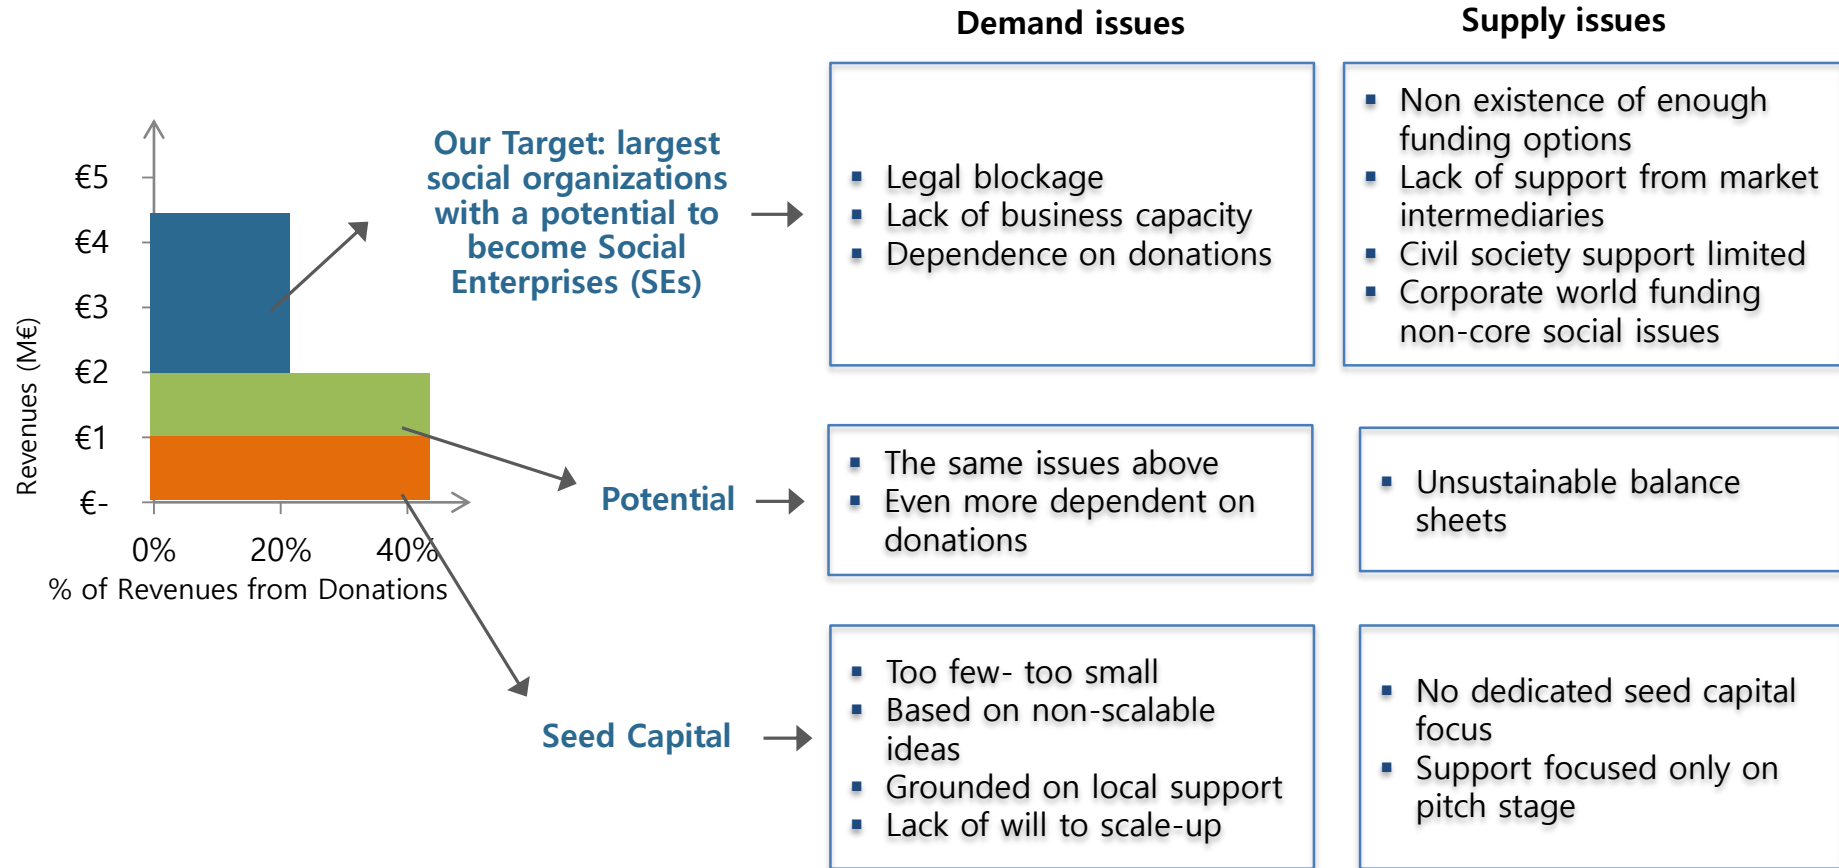 Demand issues
Supply issues
Revenues (M€)
€5
€4
€3
€2
€1
€-
0%
20%
40%
% of Revenues from Donations
Our Target: largest
social organizations
with a potential to
become Social
Enterprises (SEs)
▪ Legal blockage
▪ Lack of business capacity
▪ Dependence on donations
▪ Non existence of enough
funding options
▪ Lack of support from market
intermediaries
▪ Civil society support limited
▪ Corporate world funding
non-core social issues
Potential
▪ The same issues above
▪ Even more dependent on
donations
▪ Unsustainable balance
sheets
Seed Capital
▪ Too few- too small
▪ Based on non-scalable
ideas
▪ Grounded on local support
▪ Lack of will to scale-up
▪ No dedicated seed capital
focus
▪ Support focused only on
pitch stage